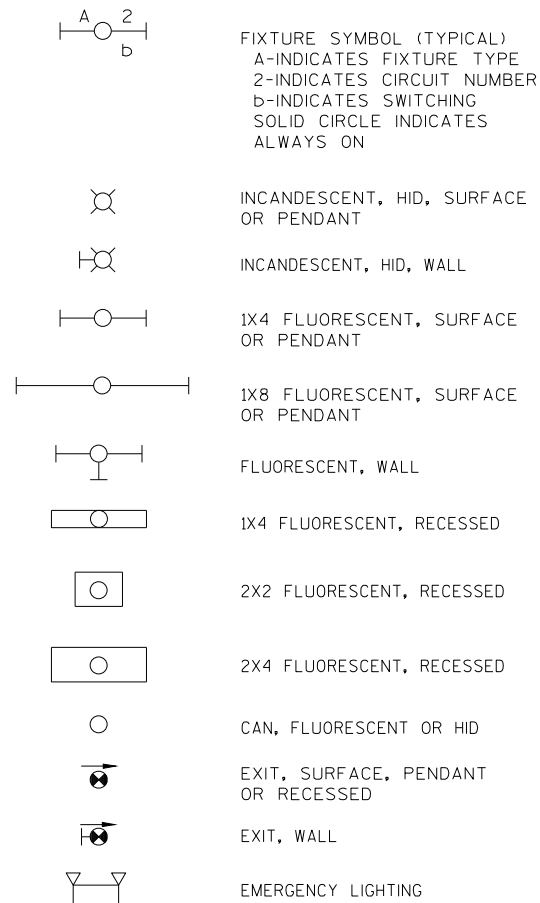 A 2
b
FIXTURE SYMBOL (TYPICAL)
A-INDICATES FIXTURE TYPE
2-INDICATES CIRCUIT NUMBER
b-INDICATES SWITCHING
SOLID CIRCLE INDICATES
ALWAYS ON
INCANDESCENT, HID, SURFACE
OR PENDANT
INCANDESCENT, HID, WALL
1X4 FLUORESCENT, SURFACE
OR PENDANT
1X8 FLUORESCENT, SURFACE
OR PENDANT
FLUORESCENT, WALL
1X4 FLUORESCENT, RECESSED
2X2 FLUORESCENT, RECESSED
2X4 FLUORESCENT, RECESSED
CAN, FLUORESCENT OR HID
EXIT, SURFACE, PENDANT
OR RECESSED
EXIT, WALL
EMERGENCY LIGHTING